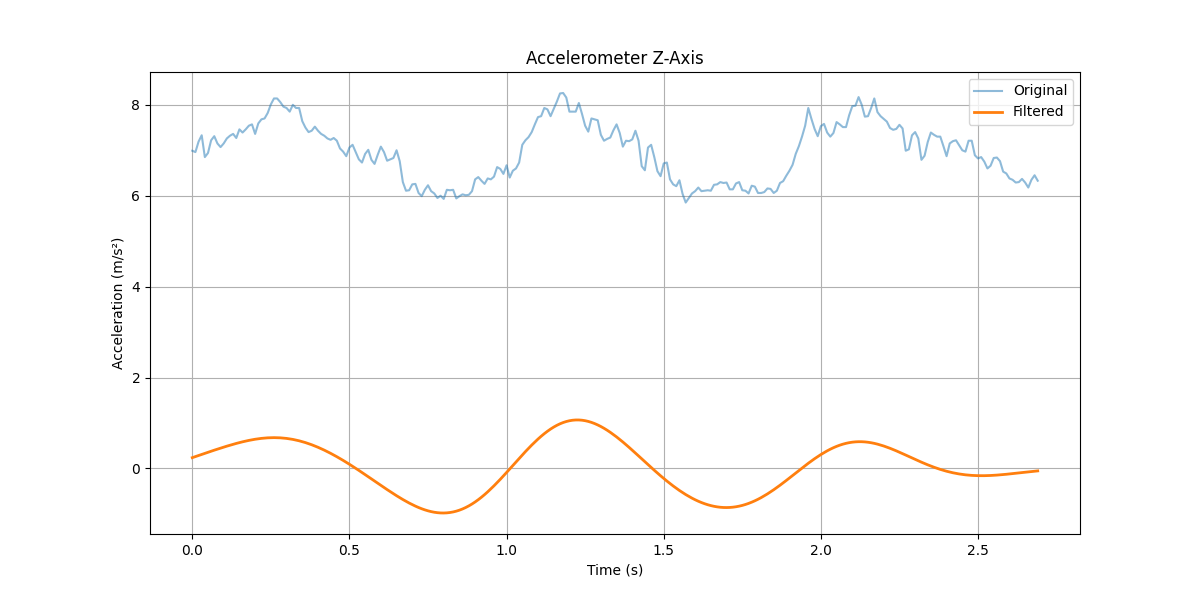 Accelerometer Z-Axis
Original
Filtered
8
6
4
2
0
Acceleration (m/s²)
0.0 0.5 1.0 1.5 2.0 2.5
Time (s)